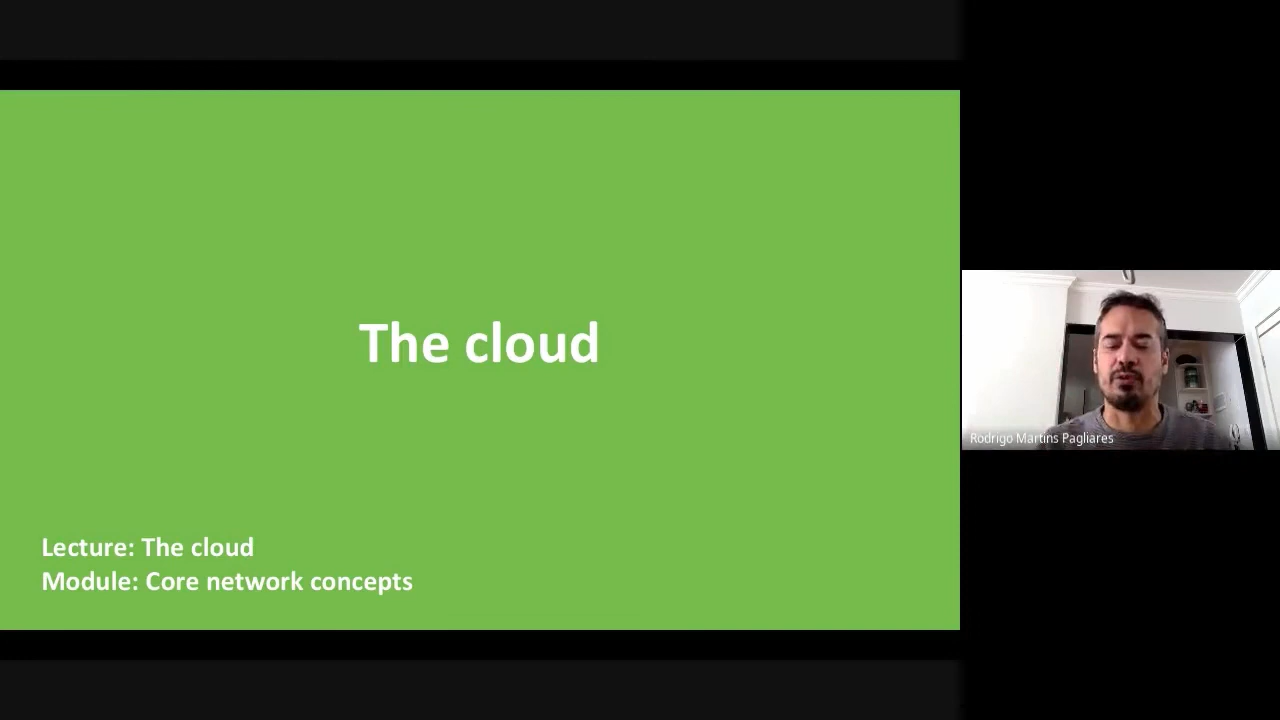 The cloud
Lecture: The cloud
Module: Core network concepts
Rodrigo Martins Pagliares